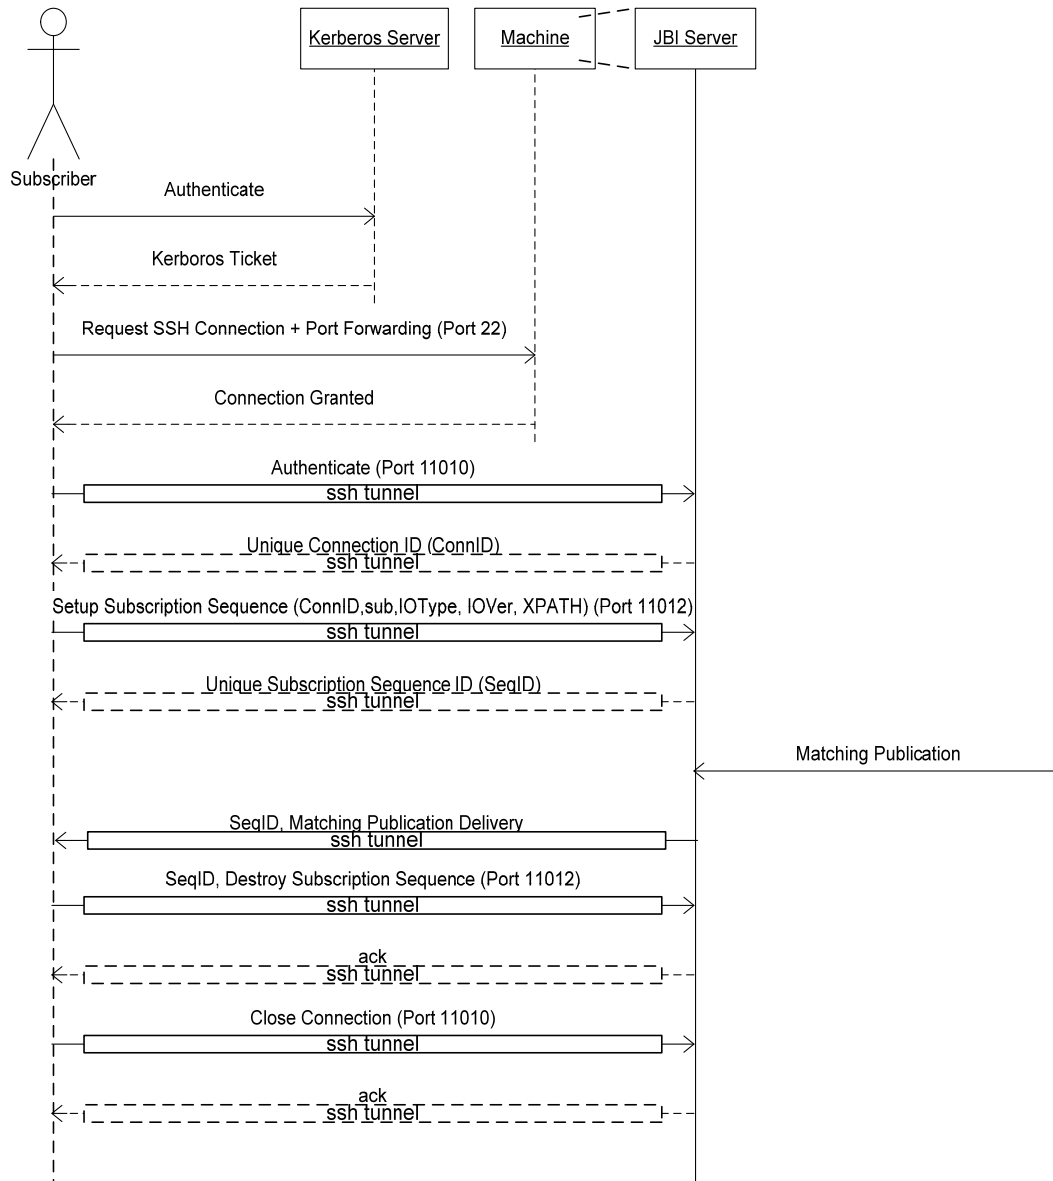 Kerberos Server
Machine
JBI Server
Subscriber
Authenticate
Kerboros Ticket
Request SSH Connection + Port Forwarding (Port 22)
Connection Granted
Authenticate (Port 11010)
ssh tunnel
Unique Connection ID (ConnID)
ssh tunnel
Setup Subscription Sequence (ConnID,sub,IOType, IOVer, XPATH) (Port 11012)
ssh tunnel
Unique Subscription Sequence ID (SeqID)
ssh tunnel
Matching Publication
SeqID, Matching Publication Delivery
ssh tunnel
SeqID, Destroy Subscription Sequence (Port 11012)
ssh tunnel
ack
ssh tunnel
Close Connection (Port 11010)
ssh tunnel
ack
ssh tunnel